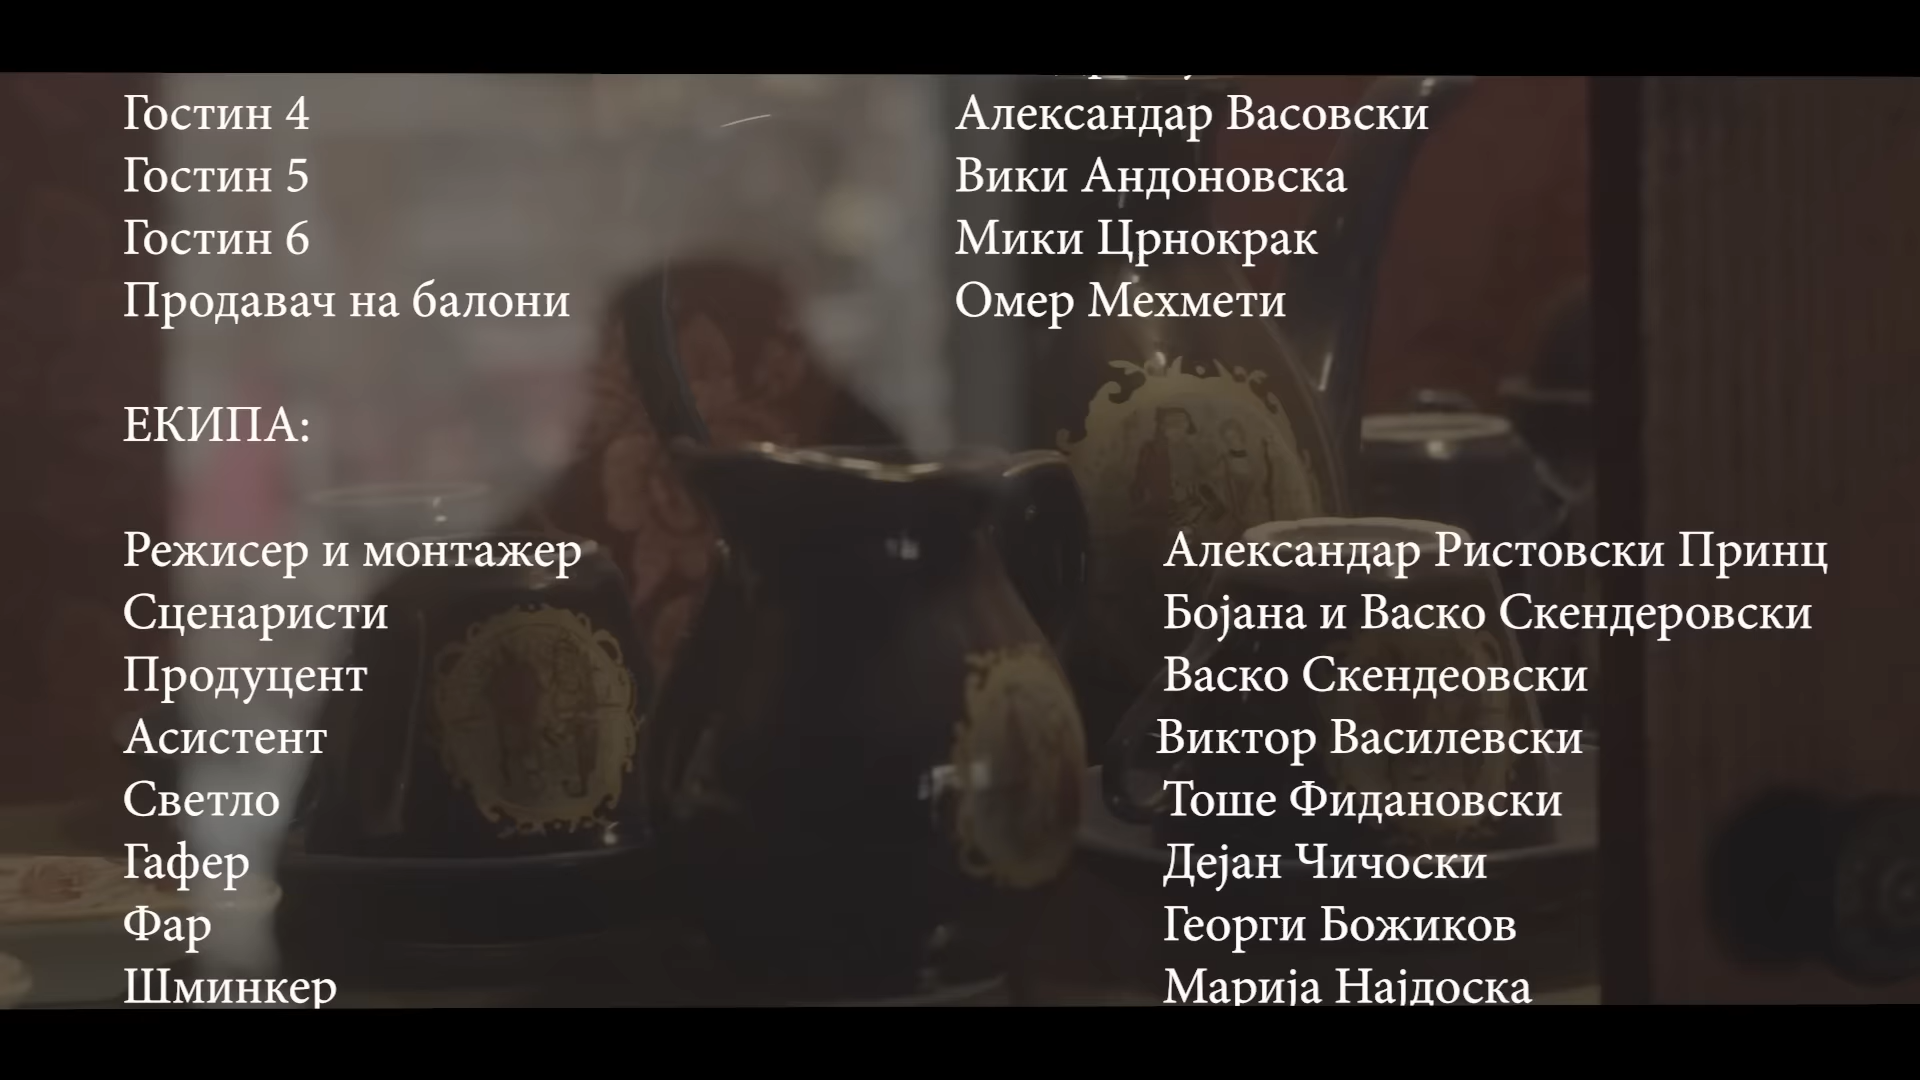 Гостин 4 Александар Васовски
Гостин 5 Вики Андоновска
Гостин 6 Мики Црнокрак
Продавач на балони Омер Мехмети
ЕКИПА:
Режисер и монтажер Александар Ристовски Принц
Сценаристи Бојана и Васко Скендеровски
Продуцент Васко Скендеовски
Асистент Виктор Василевски
Светло Тоше Фидановски
Гафер Дејан Чичоски
Фар Георги Божиков
Шминкер Марија Најдоска